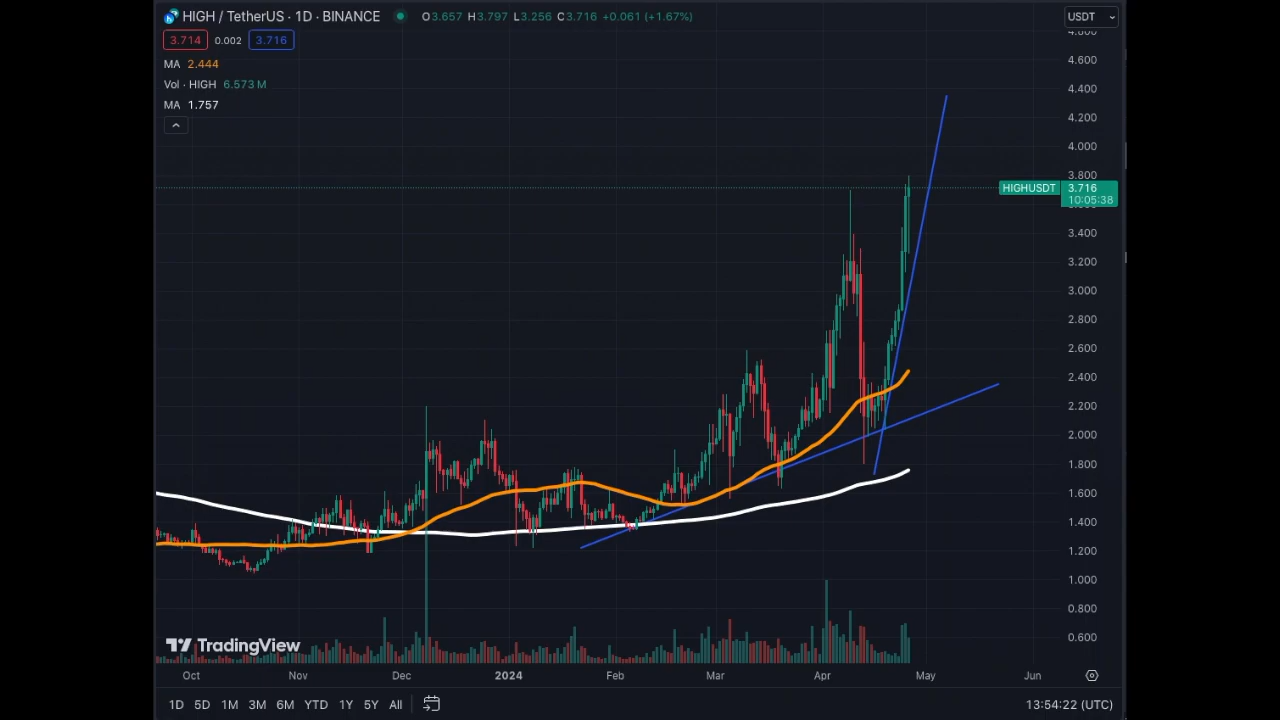 HIGH / TetherUS · 1D · BINANCE O3.657 H3.797 L3.256 C3.716 +0.061 (+1.67%)
USDT
3.714 0.002 3.716
MA 2.444
Vol · HIGH 6.573 M
MA 1.757
4.600
4.400
4.200
4.000
3.800
HIGHUSDT 3.716
10:05:38
3.400
3.200
3.000
2.800
2.600
2.400
2.200
2.000
1.800
1.600
1.400
1.200
1.000
0.800
0.600
TradingView
Oct Nov Dec 2024 Feb Mar Apr May Jun
1D 5D 1M 3M 6M YTD 1Y 5Y All 13:54:22 (UTC)